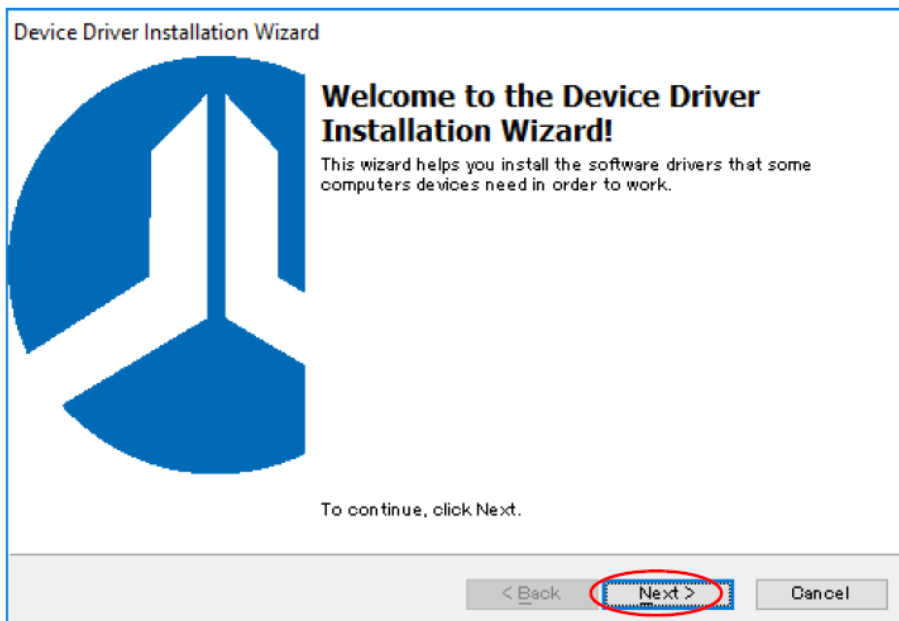 Device Driver Installation Wizard
Welcome to the Device Driver
Installation Wizard!
This wizard helps you install the software drivers that some
computers devices need in order to work.
To continue, click Next.
< Back
Next >
Cancel